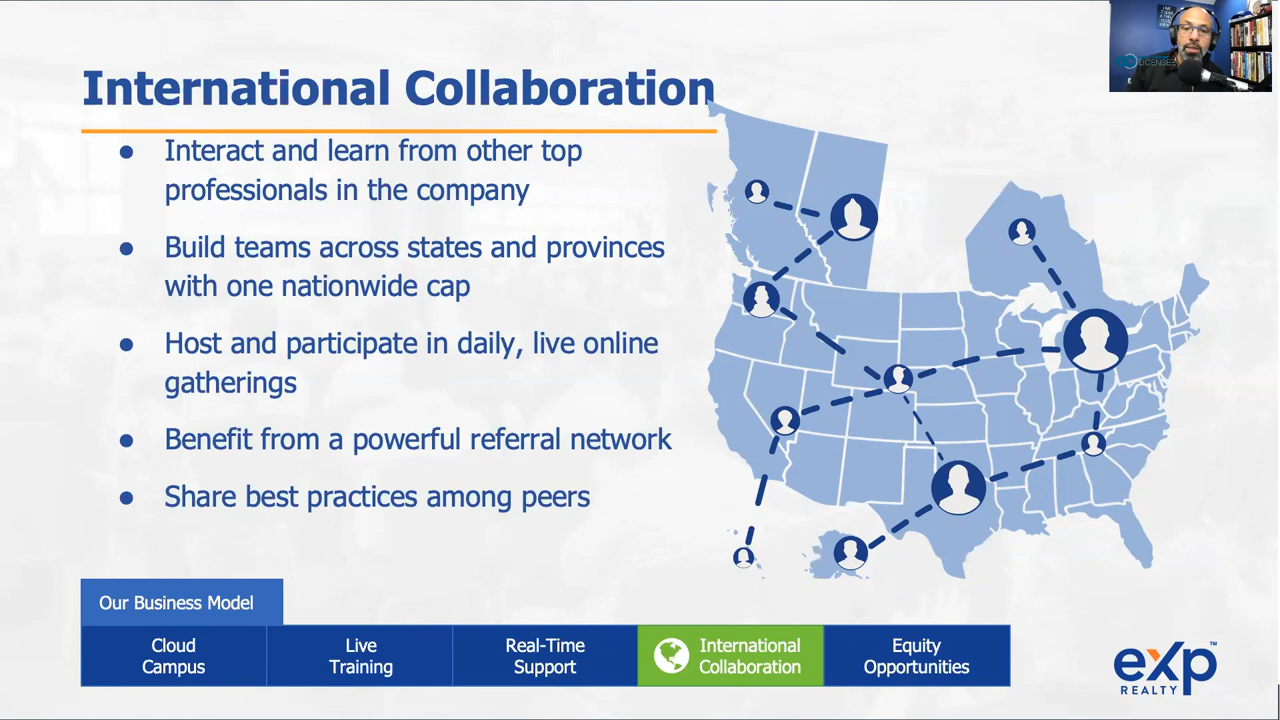 International Collaboration
● Interact and learn from other top
professionals in the company
● Build teams across states and provinces
with one nationwide cap
● Host and participate in daily, live online
gatherings
● Benefit from a powerful referral network
● Share best practices among peers
Our Business Model
Cloud
Campus
Live
Training
Real-Time
Support
International
Collaboration
Equity
Opportunities
eXp™
REALTY